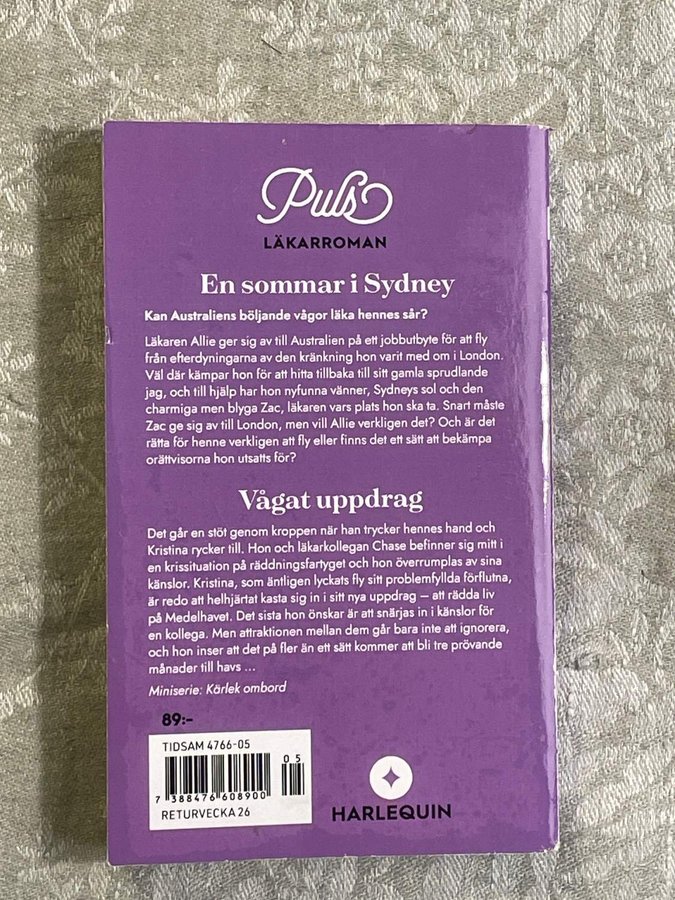 Puls
LÄKARROMAN
En sommar i Sydney
Kan Australiens böljande vågor läka hennes sår?
Läkaren Allie ger sig av till Australien på ett jobbutbyte för att fly
från efterdyningarna av den kränkning hon varit med om i London.
Väl där kämpar hon för att hitta tillbaka till sitt gamla sprudlande
jag, och till hjälp har hon nyfunna vänner, Sydneys sol och den
charmiga men blyga Zac, läkaren vars plats hon ska ta. Snart måste
Zac ge sig av till London, men vill Allie verkligen det? Och är det
rätta för henne verkligen att fly eller finns det ett sätt att bekämpa
orättvisorna hon utsatts för?
Vågat uppdrag
Det går en stöt genom kroppen när han trycker hennes hand och
Kristina rycker till. Hon och läkarkollegan Chase befinner sig mitt i
en krissituation på räddningsfartyget och hon överrumplas av sina
känslor. Kristina, som äntligen lyckats fly sitt problemfyllda förflutna,
är redo att helhjärtat kasta sig in i sitt nya uppdrag – att rädda liv
på Medelhavet. Det sista hon önskar är att snärjas in i känslor för
en kollega. Men attraktionen mellan dem går bara inte att ignorera,
och hon inser att det på fler än ett sätt kommer att bli tre prövande
månader till havs ...
Miniserie: Kärlek ombord
89:-
TIDSAM 4766-05
05
7 388476 608900
RETURVECKA 26
HARLEQUIN